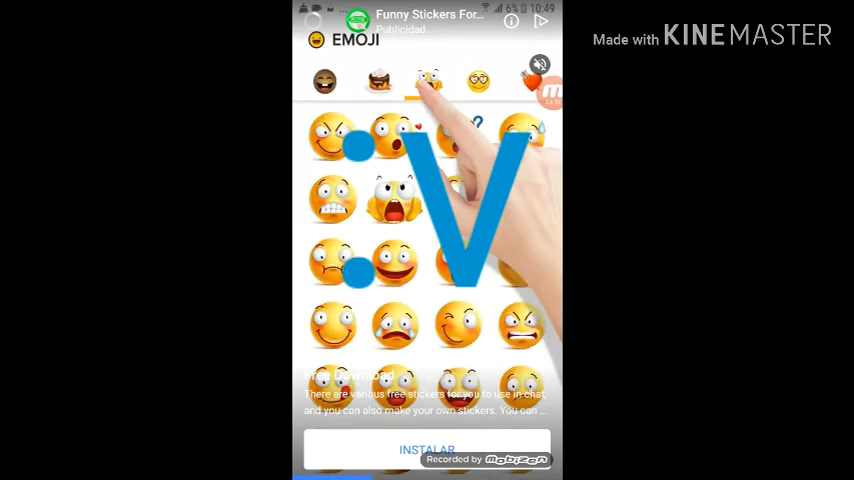 6% 10:49
Funny Stickers For...
Publicidad
Made with KINEMASTER
EMOJI
:V
Free Download
There are various free stickers for you to use in chat,
and you can also make your own stickers. You can ...
INSTALAR
Recorded by mobizen